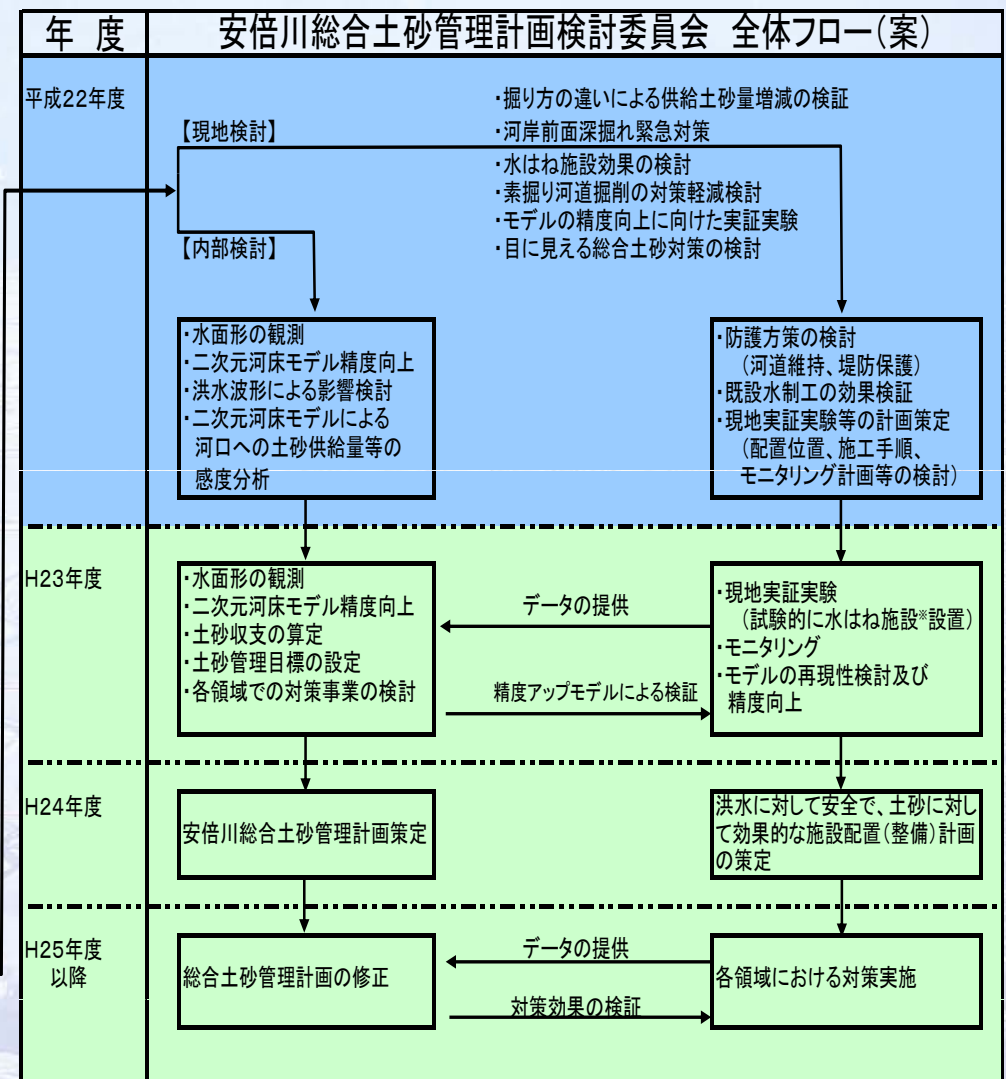 年 度
安倍川総合土砂管理計画検討委員会 全体フロー(案)
平成22年度
・掘り方の違いによる供給土砂量増減の検証
【現地検討】
・河岸前面深掘れ緊急対策
・水はね施設効果の検討
・素掘り河道掘削の対策軽減検討
・モデルの精度向上に向けた実証実験
【内部検討】
・目に見える総合土砂対策の検討
・水面形の観測
・二次元河床モデル精度向上
・洪水波形による影響検討
・二次元河床モデルによる
河口への土砂供給量等の
感度分析
・防護方策の検討
(河道維持、堤防保護)
・既設水制工の効果検証
・現地実証実験等の計画策定
(配置位置、施工手順、
モニタリング計画等の検討)
H23年度
・水面形の観測
・二次元河床モデル精度向上
・土砂収支の算定
・土砂管理目標の設定
・各領域での対策事業の検討
データの提供
精度アップモデルによる検証
・現地実証実験
(試験的に水はね施設※設置)
・モニタリング
・モデルの再現性検討及び
精度向上
H24年度
安倍川総合土砂管理計画策定
洪水に対して安全で、土砂に対し
て効果的な施設配置(整備)計画
の策定
H25年度
以降
総合土砂管理計画の修正
データの提供
対策効果の検証
各領域における対策実施